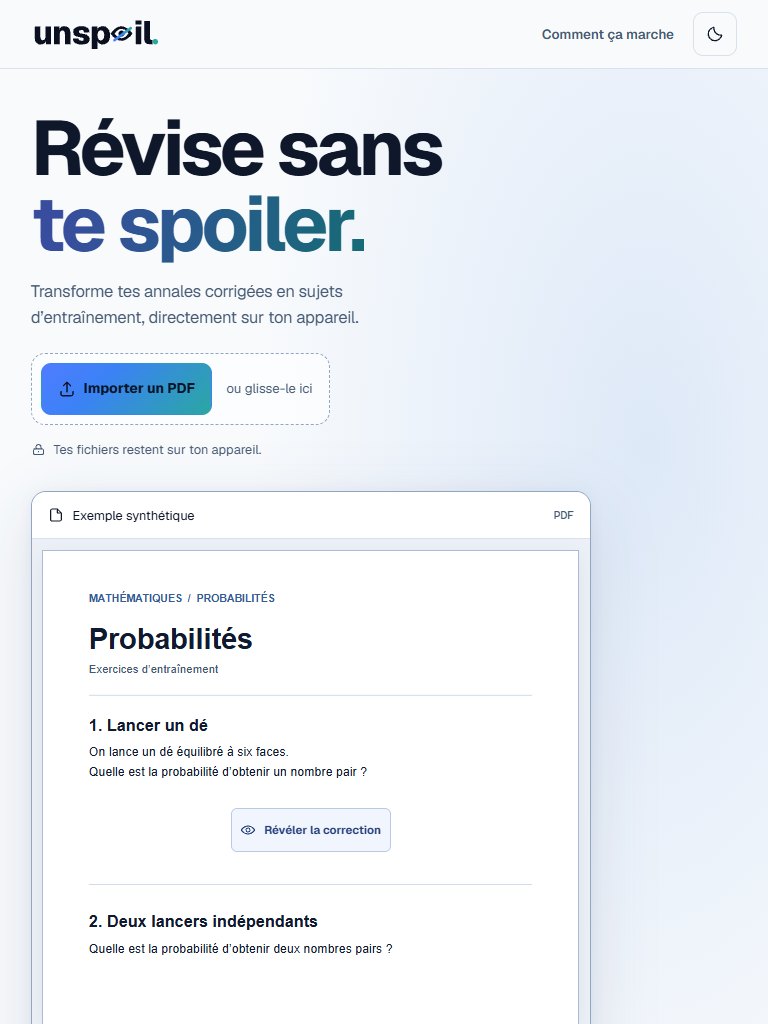 unspoil.
Comment ça marche
Révise sans
te spoiler.
Transforme tes annales corrigées en sujets
d'entraînement, directement sur ton appareil.
Importer un PDF
ou glisse-le ici
Tes fichiers restent sur ton appareil.
Exemple synthétique
PDF
MATHÉMATIQUES / PROBABILITÉS
Probabilités
Exercices d'entraînement
1. Lancer un dé
On lance un dé équilibré à six faces.
Quelle est la probabilité d'obtenir un nombre pair ?
Révéler la correction
2. Deux lancers indépendants
Quelle est la probabilité d'obtenir deux nombres pairs ?